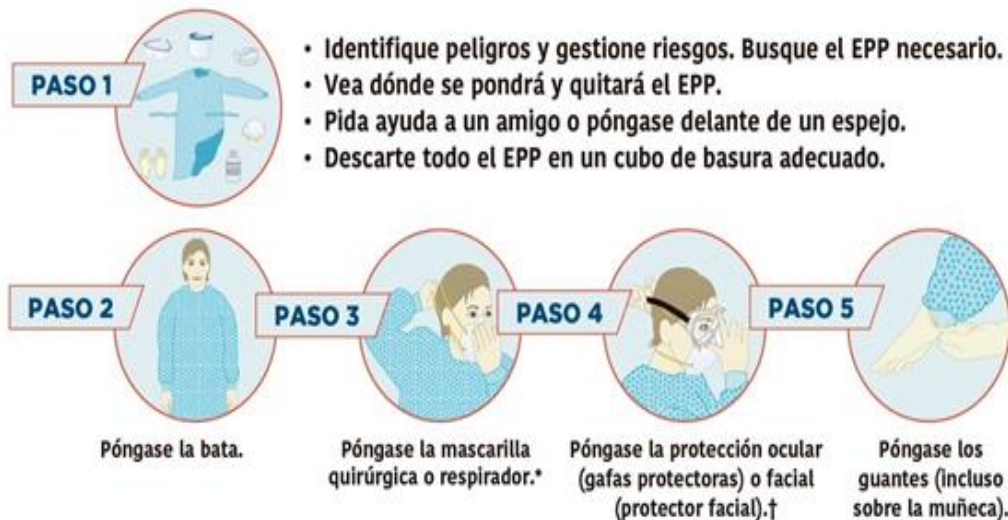 PASO 1
• Identifique peligros y gestione riesgos. Busque el EPP necesario.
• Vea dónde se pondrá y quitará el EPP.
• Pida ayuda a un amigo o póngase delante de un espejo.
• Descarte todo el EPP en un cubo de basura adecuado.
PASO 2
Póngase la bata.
PASO 3
Póngase la mascarilla
quirúrgica o respirador.*
PASO 4
Póngase la protección ocular
(gafas protectoras) o facial
(protector facial).†
PASO 5
Póngase los
guantes (incluso
sobre la muñeca).